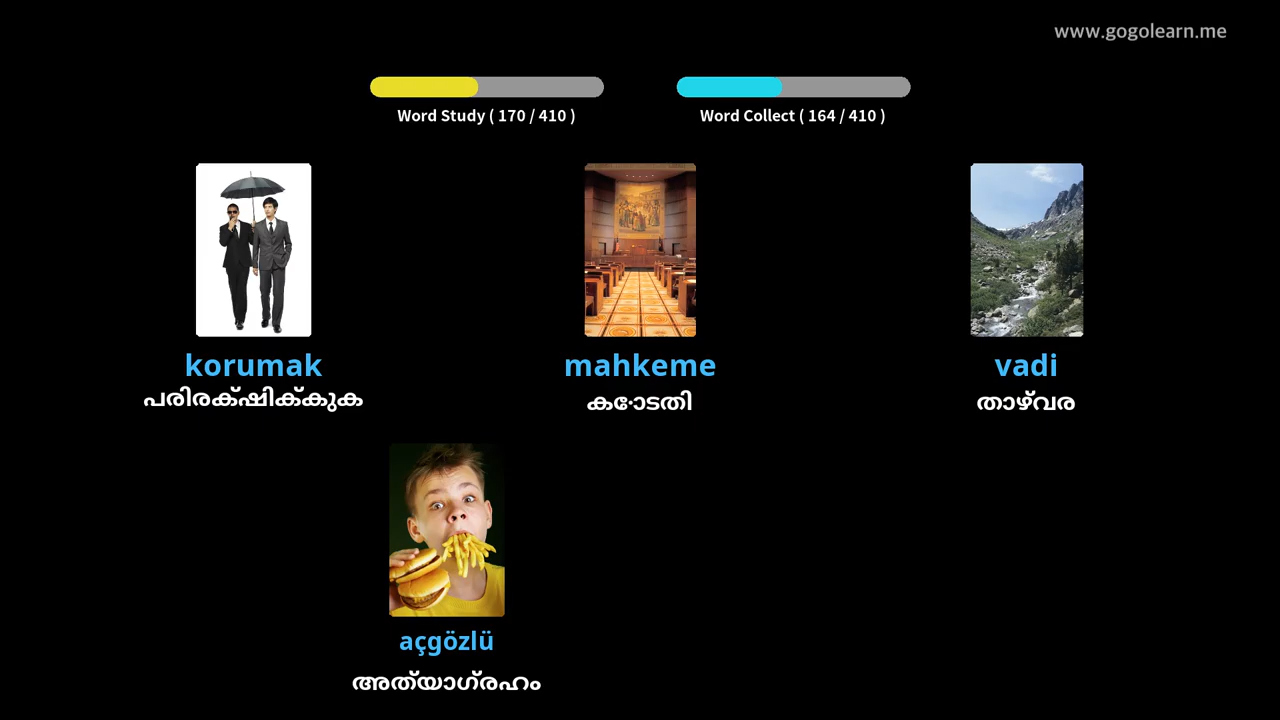 www.gogolearn.me
Word Study ( 170 / 410 )
Word Collect ( 164 / 410 )
korumak
mahkeme
vadi
പരിരക്ഷിക്കുക
കോടതി
താഴ്‌വര
açgözlü
അത്യാഗ്രഹം